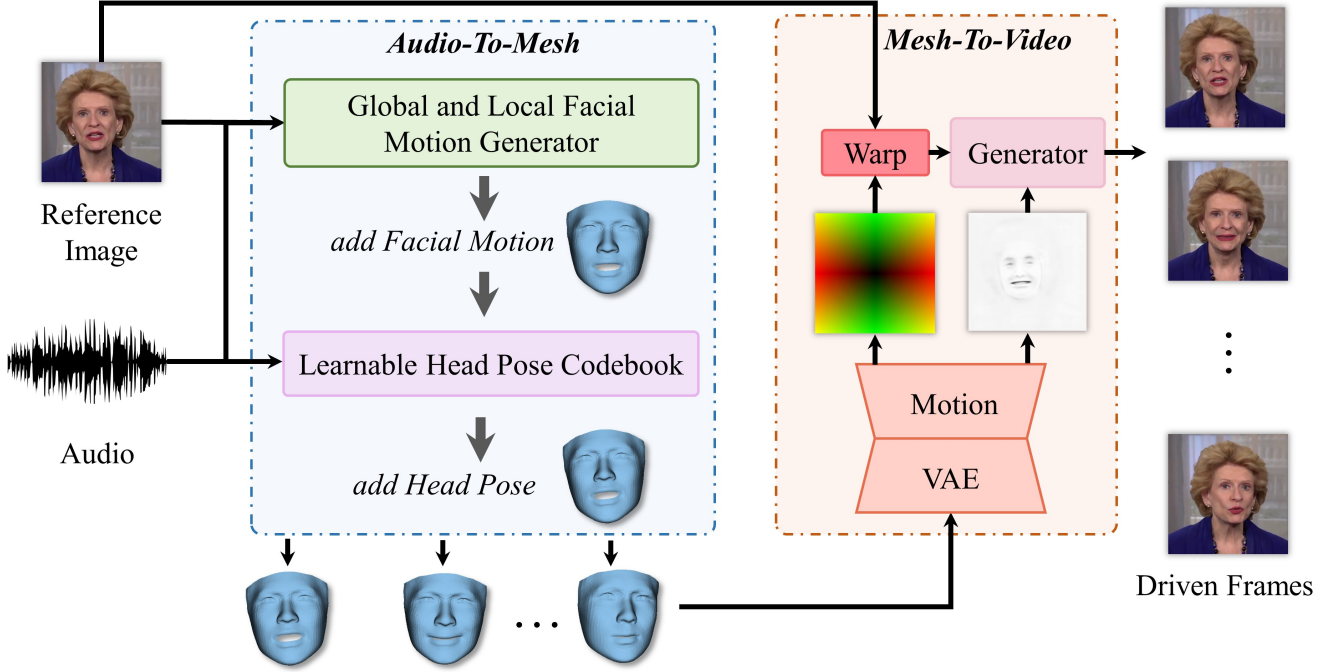 Audio-To-Mesh
Mesh-To-Video
Global and Local Facial
Motion Generator
Warp
Generator
Reference
Image
add Facial Motion
Learnable Head Pose Codebook
Audio
Motion
add Head Pose
VAE
Driven Frames